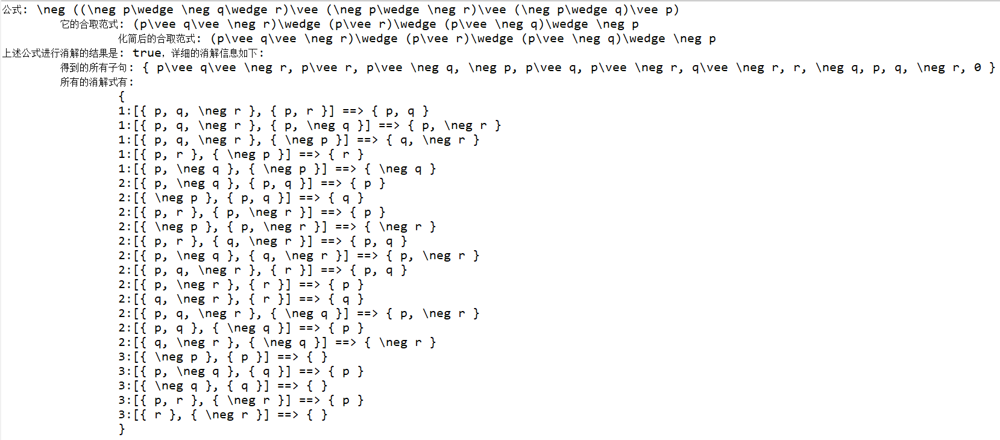 公式: \neg ((\neg p\wedge \neg q\wedge r)\vee (\neg p\wedge \neg r)\vee (\neg p\wedge q)\vee p)
它的合取范式: (p\vee q\vee \neg r)\wedge (p\vee r)\wedge (p\vee \neg q)\wedge \neg p
化简后的合取范式: (p\vee q\vee \neg r)\wedge (p\vee r)\wedge (p\vee \neg q)\wedge \neg p
上述公式进行消解的结果是: true, 详细的消解信息如下:
得到的所有子句: { p\vee q\vee \neg r, p\vee r, p\vee \neg q, \neg p, p\vee q, p\vee \neg r, q\vee \neg r, r, \neg q, p, q, \neg r, 0 }
所有的消解式有:
{
1:[{ p, q, \neg r }, { p, r }] ==> { p, q }
1:[{ p, q, \neg r }, { p, \neg q }] ==> { p, \neg r }
1:[{ p, q, \neg r }, { \neg p }] ==> { q, \neg r }
1:[{ p, r }, { \neg p }] ==> { r }
1:[{ p, \neg q }, { \neg p }] ==> { \neg q }
2:[{ p, \neg q }, { p, q }] ==> { p }
2:[{ \neg p }, { p, q }] ==> { q }
2:[{ p, r }, { p, \neg r }] ==> { p }
2:[{ \neg p }, { p, \neg r }] ==> { \neg r }
2:[{ p, r }, { q, \neg r }] ==> { p, q }
2:[{ p, \neg q }, { q, \neg r }] ==> { p, \neg r }
2:[{ p, q, \neg r }, { r }] ==> { p, q }
2:[{ p, \neg r }, { r }] ==> { p }
2:[{ q, \neg r }, { r }] ==> { q }
2:[{ p, q, \neg r }, { \neg q }] ==> { p, \neg r }
2:[{ p, q }, { \neg q }] ==> { p }
2:[{ q, \neg r }, { \neg q }] ==> { \neg r }
3:[{ \neg p }, { p }] ==> { }
3:[{ p, \neg q }, { q }] ==> { p }
3:[{ \neg q }, { q }] ==> { }
3:[{ p, r }, { \neg r }] ==> { p }
3:[{ r }, { \neg r }] ==> { }
}